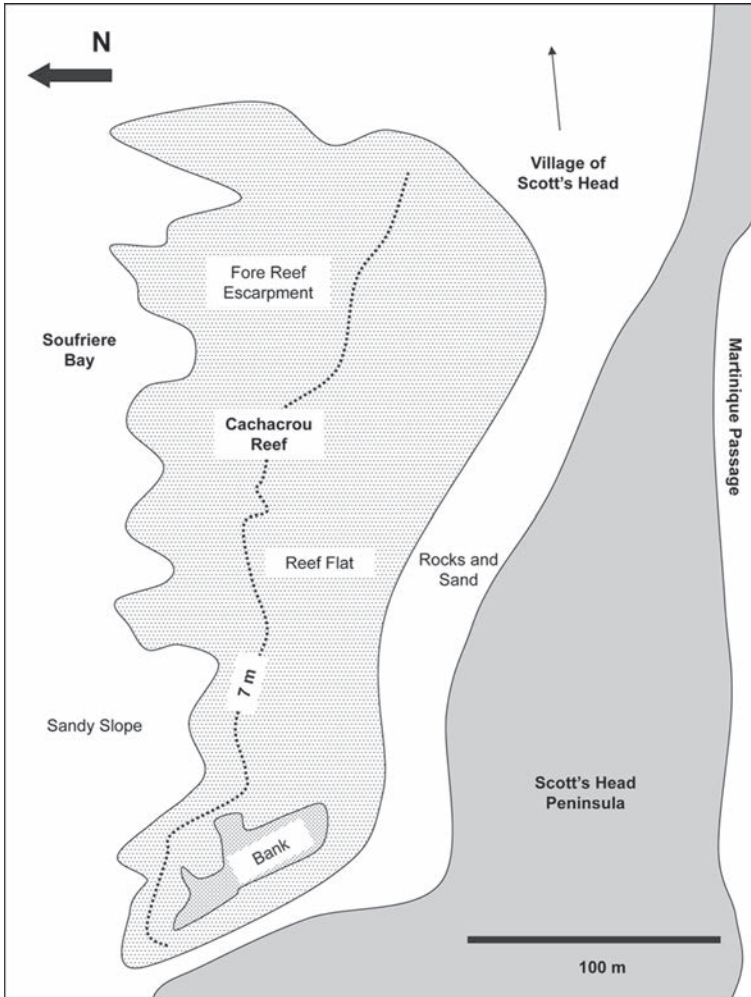 N
Village of
Scott's Head
Fore Reef
Escarpment
Soufriere
Bay
Martinique Passage
Cachacrou
Reef
Reef Flat
Rocks and
Sand
7 m
Sandy Slope
Scott's Head
Peninsula
Bank
100 m